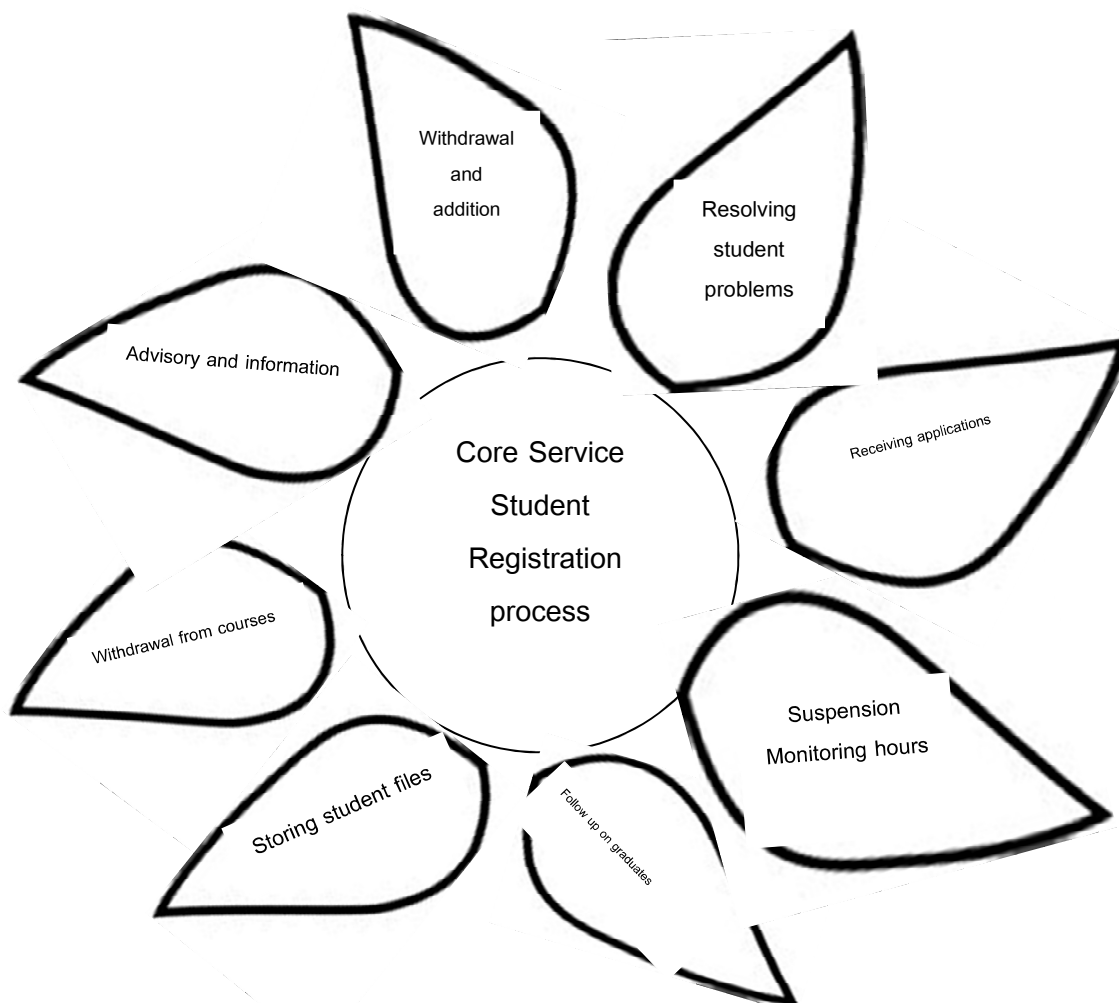 Withdrawal
and
addition
Resolving
student
problems
Advisory and information
Receiving applications
Core Service
Student
Registration
process
Withdrawal from courses
Suspension
Monitoring hours
Storing student files
Follow up on graduates